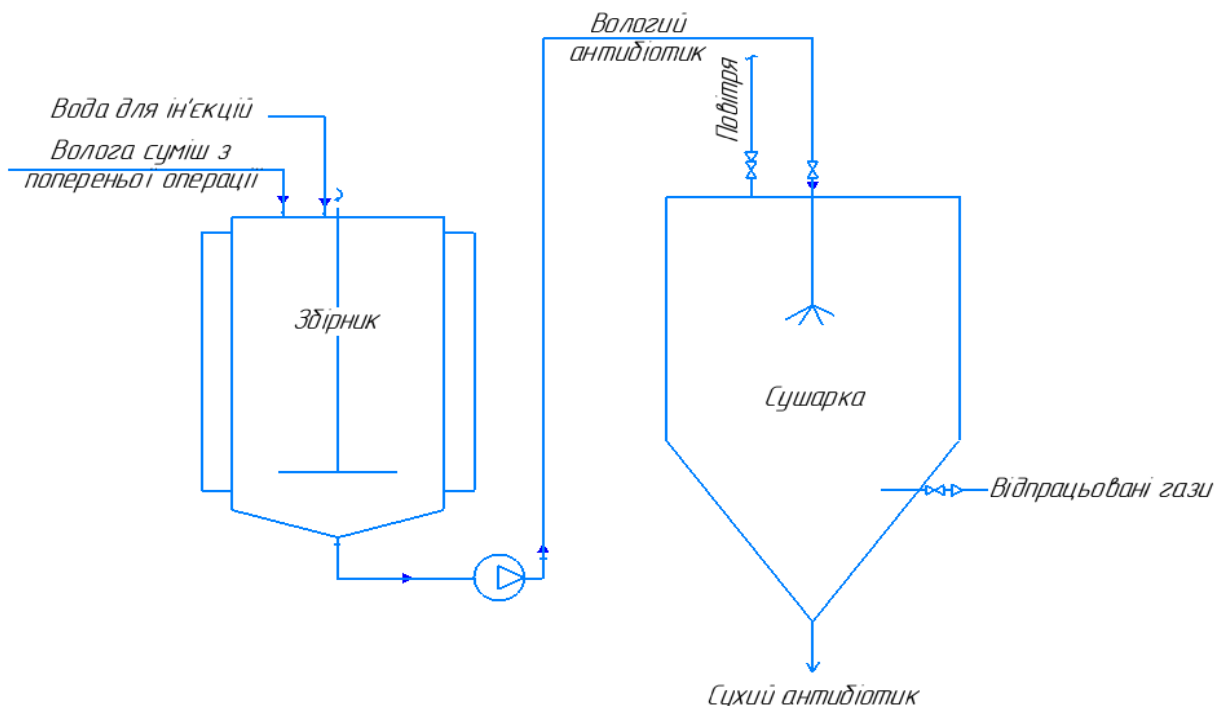 Вологий
антибіотик
Повітря
Вода для ін'єкцій
Волога суміш з
попереньої операції
Збірник
Сушарка
Відпрацьовані гази
Сухий антибіотик